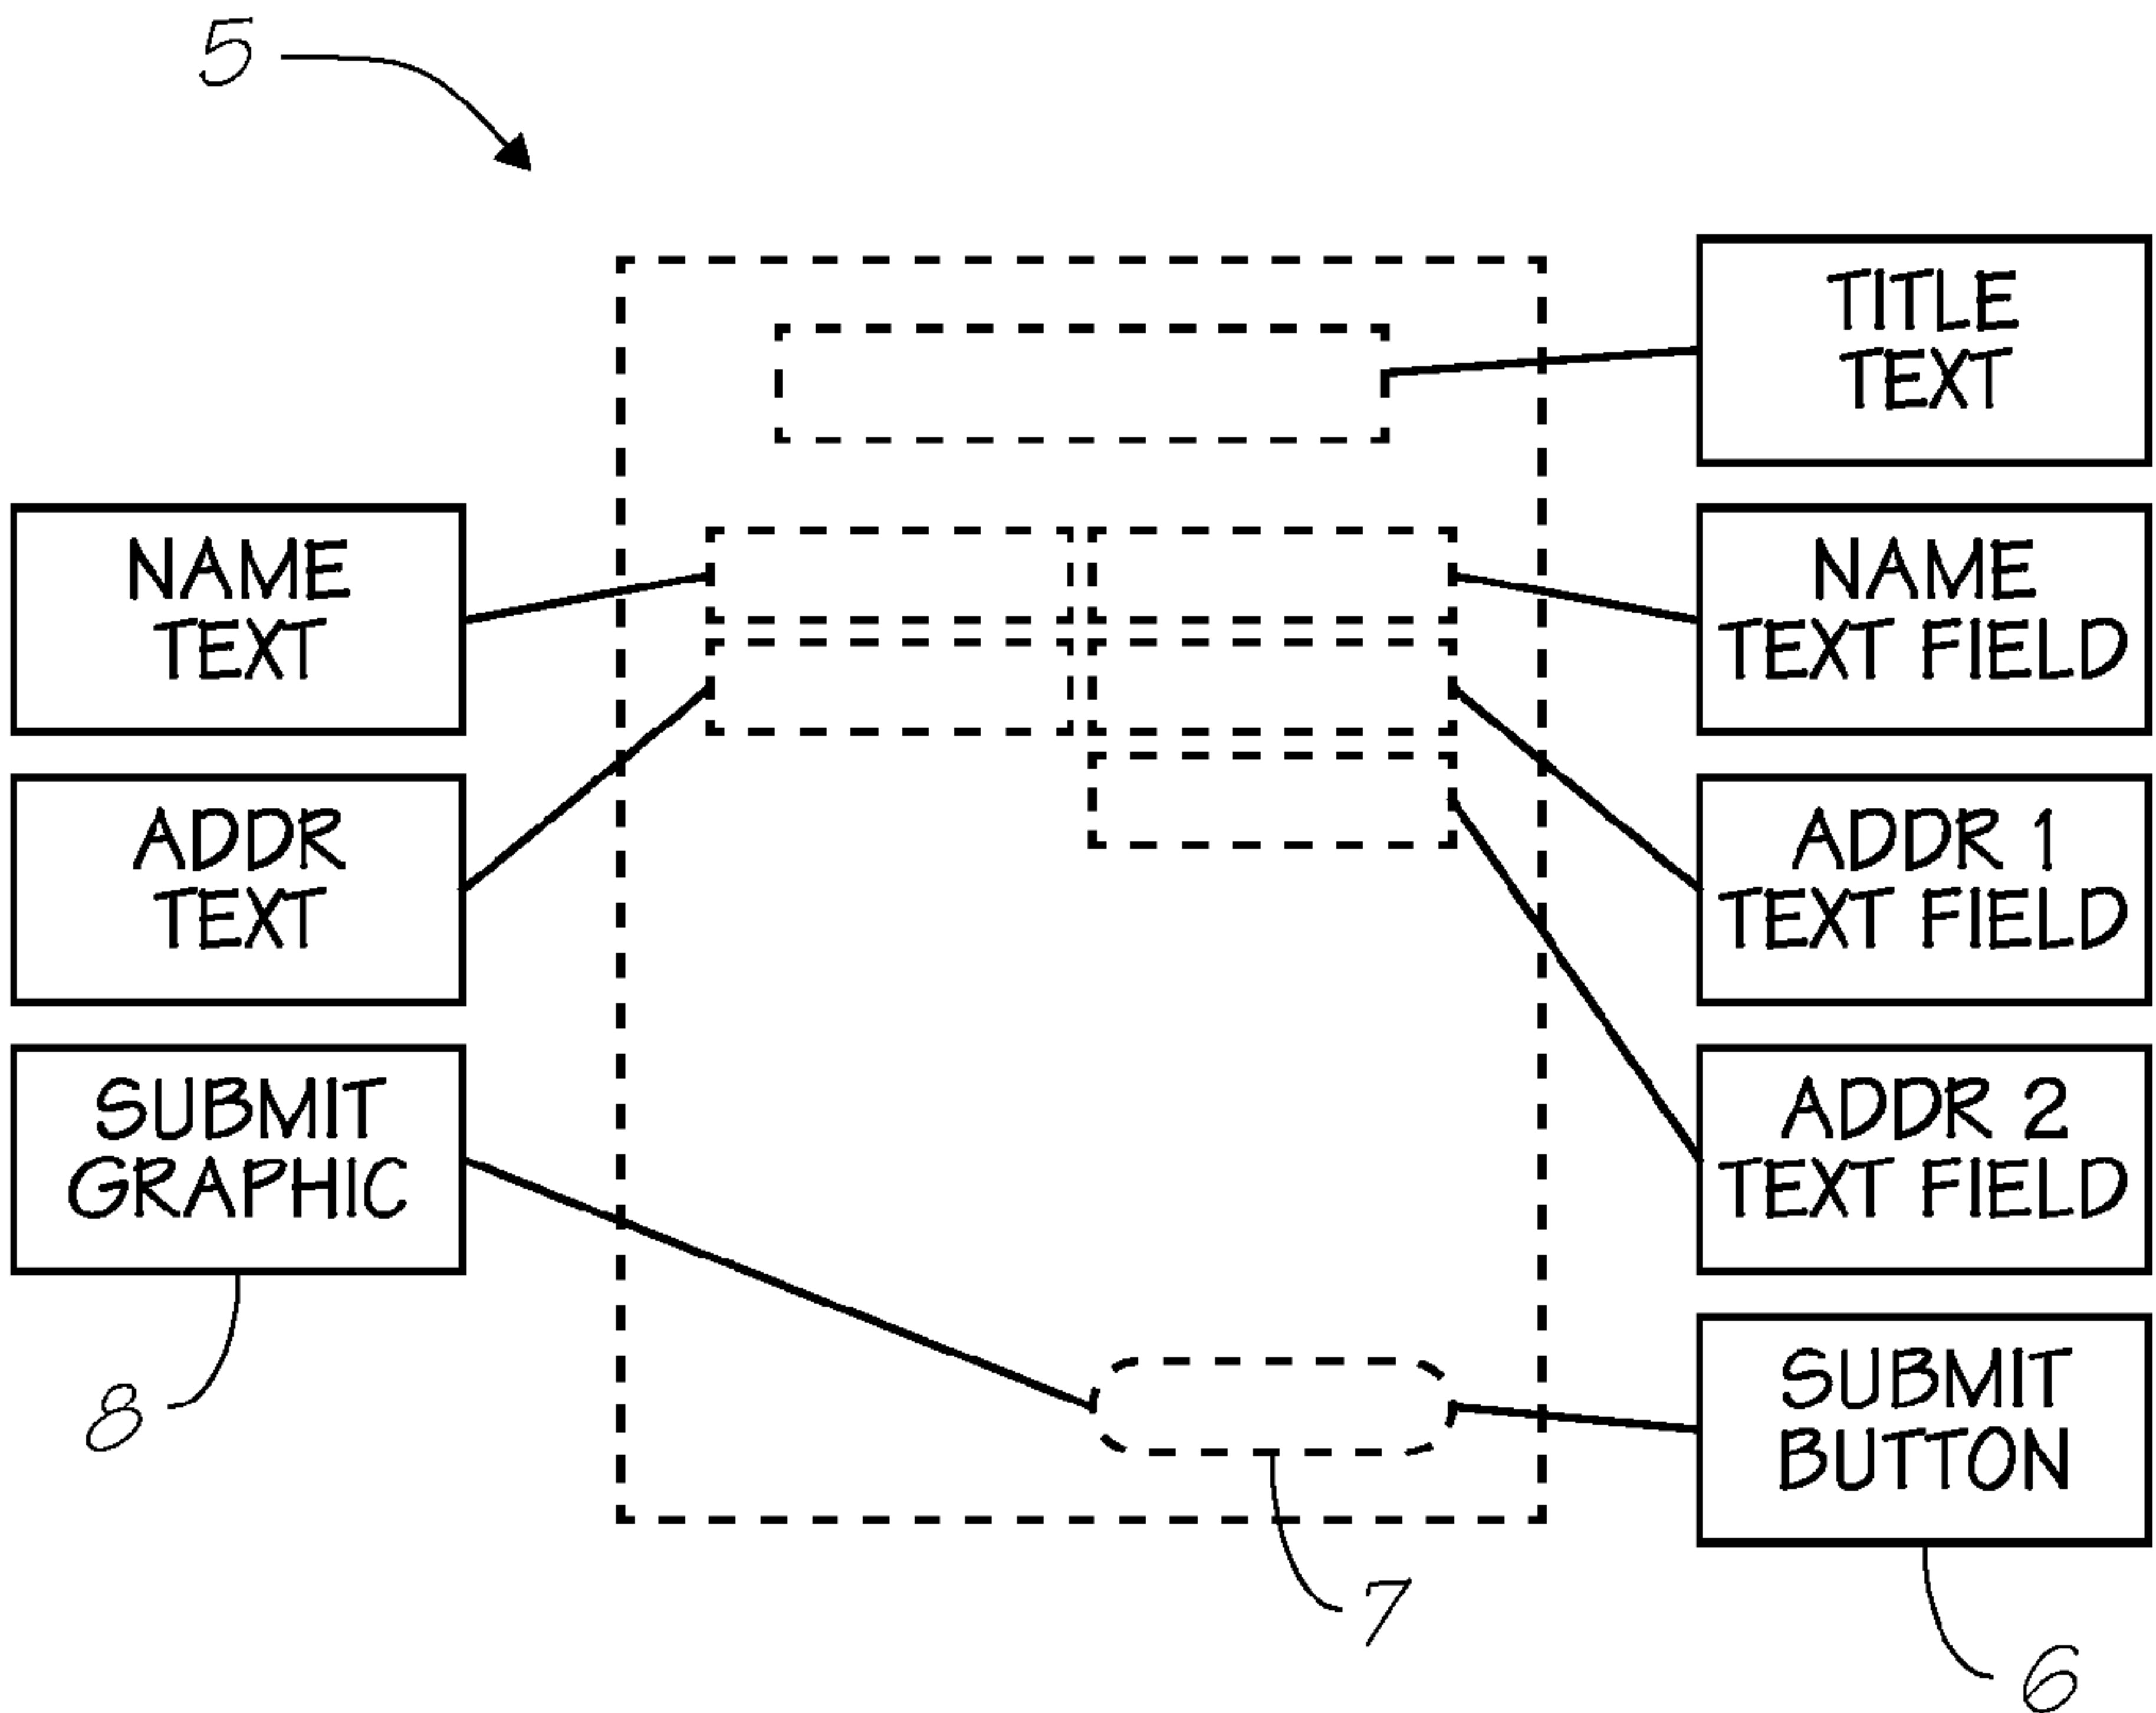 5
TITLE
TEXT
NAME
TEXT
NAME
TEXT FIELD
ADDR
TEXT
ADDR 1
TEXT FIELD
SUBMIT
GRAPHIC
ADDR 2
TEXT FIELD
SUBMIT
BUTTON
8
7
6